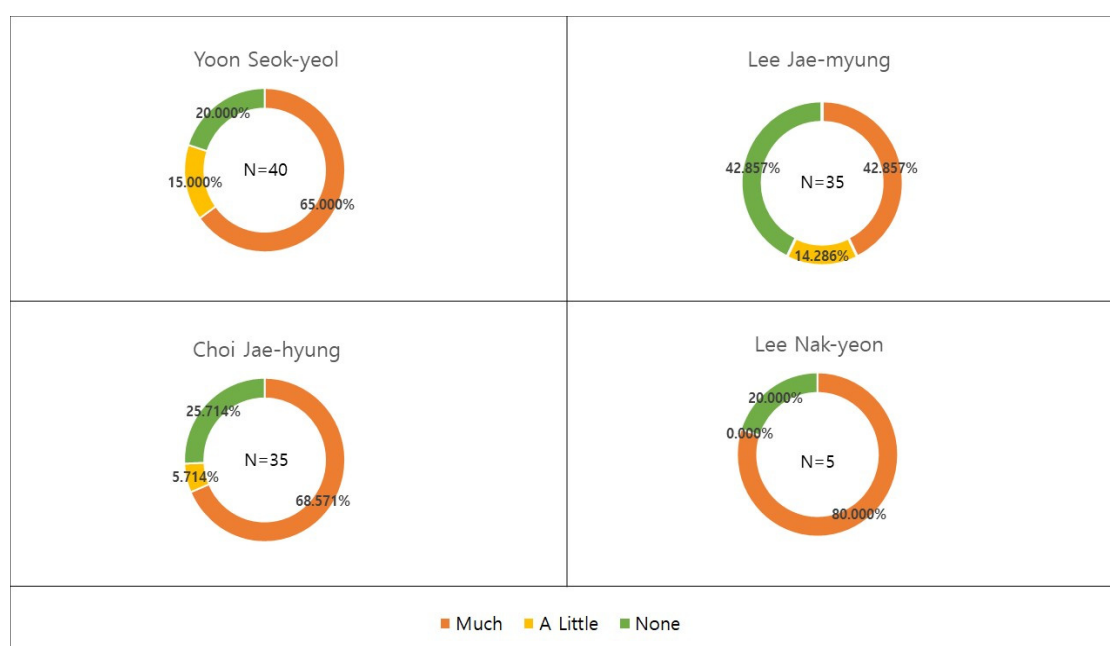 Yoon Seok-yeol
20.000%
N=40
15.000%
65.000%
Lee Jae-myung
42.857%
42.857%
N=35
14.286%
Choi Jae-hyung
25.714%
N=35
5.714%
68.571%
Lee Nak-yeon
20.000%
0.000%
N=5
80.000%
Much A Little None